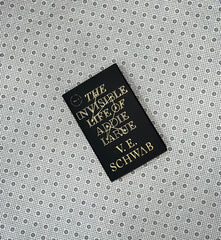 THE
INVISIBLE
LIFE OF
ADDIE
LARUE
V. E.
SCHWAB